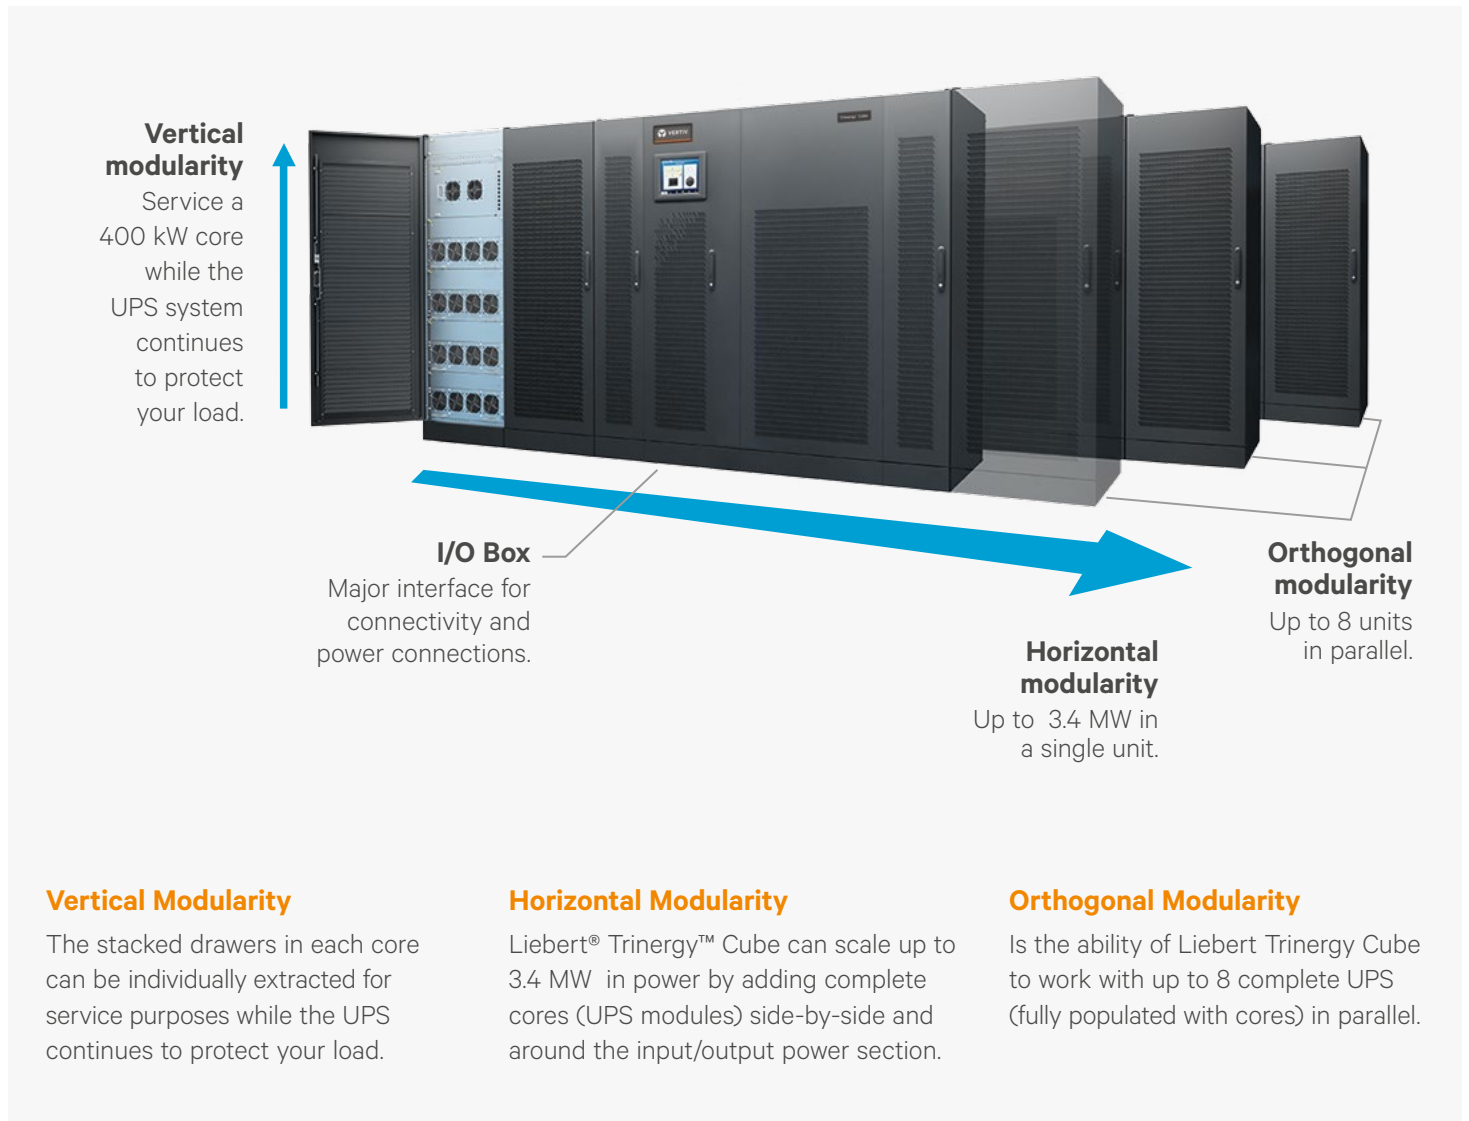 VERTIV
Trinergy Cube
Vertical
modularity
Service a
400 kW core
while the
UPS system
continues
to protect
your load.
I/O Box
Major interface for
connectivity and
power connections.
Orthogonal
modularity
Up to 8 units
in parallel.
Horizontal
modularity
Up to 3.4 MW in
a single unit.
Vertical Modularity
The stacked drawers in each core
can be individually extracted for
service purposes while the UPS
continues to protect your load.
Horizontal Modularity
Liebert® Trinergy™ Cube can scale up to
3.4 MW in power by adding complete
cores (UPS modules) side-by-side and
around the input/output power section.
Orthogonal Modularity
Is the ability of Liebert Trinergy Cube
to work with up to 8 complete UPS
(fully populated with cores) in parallel.